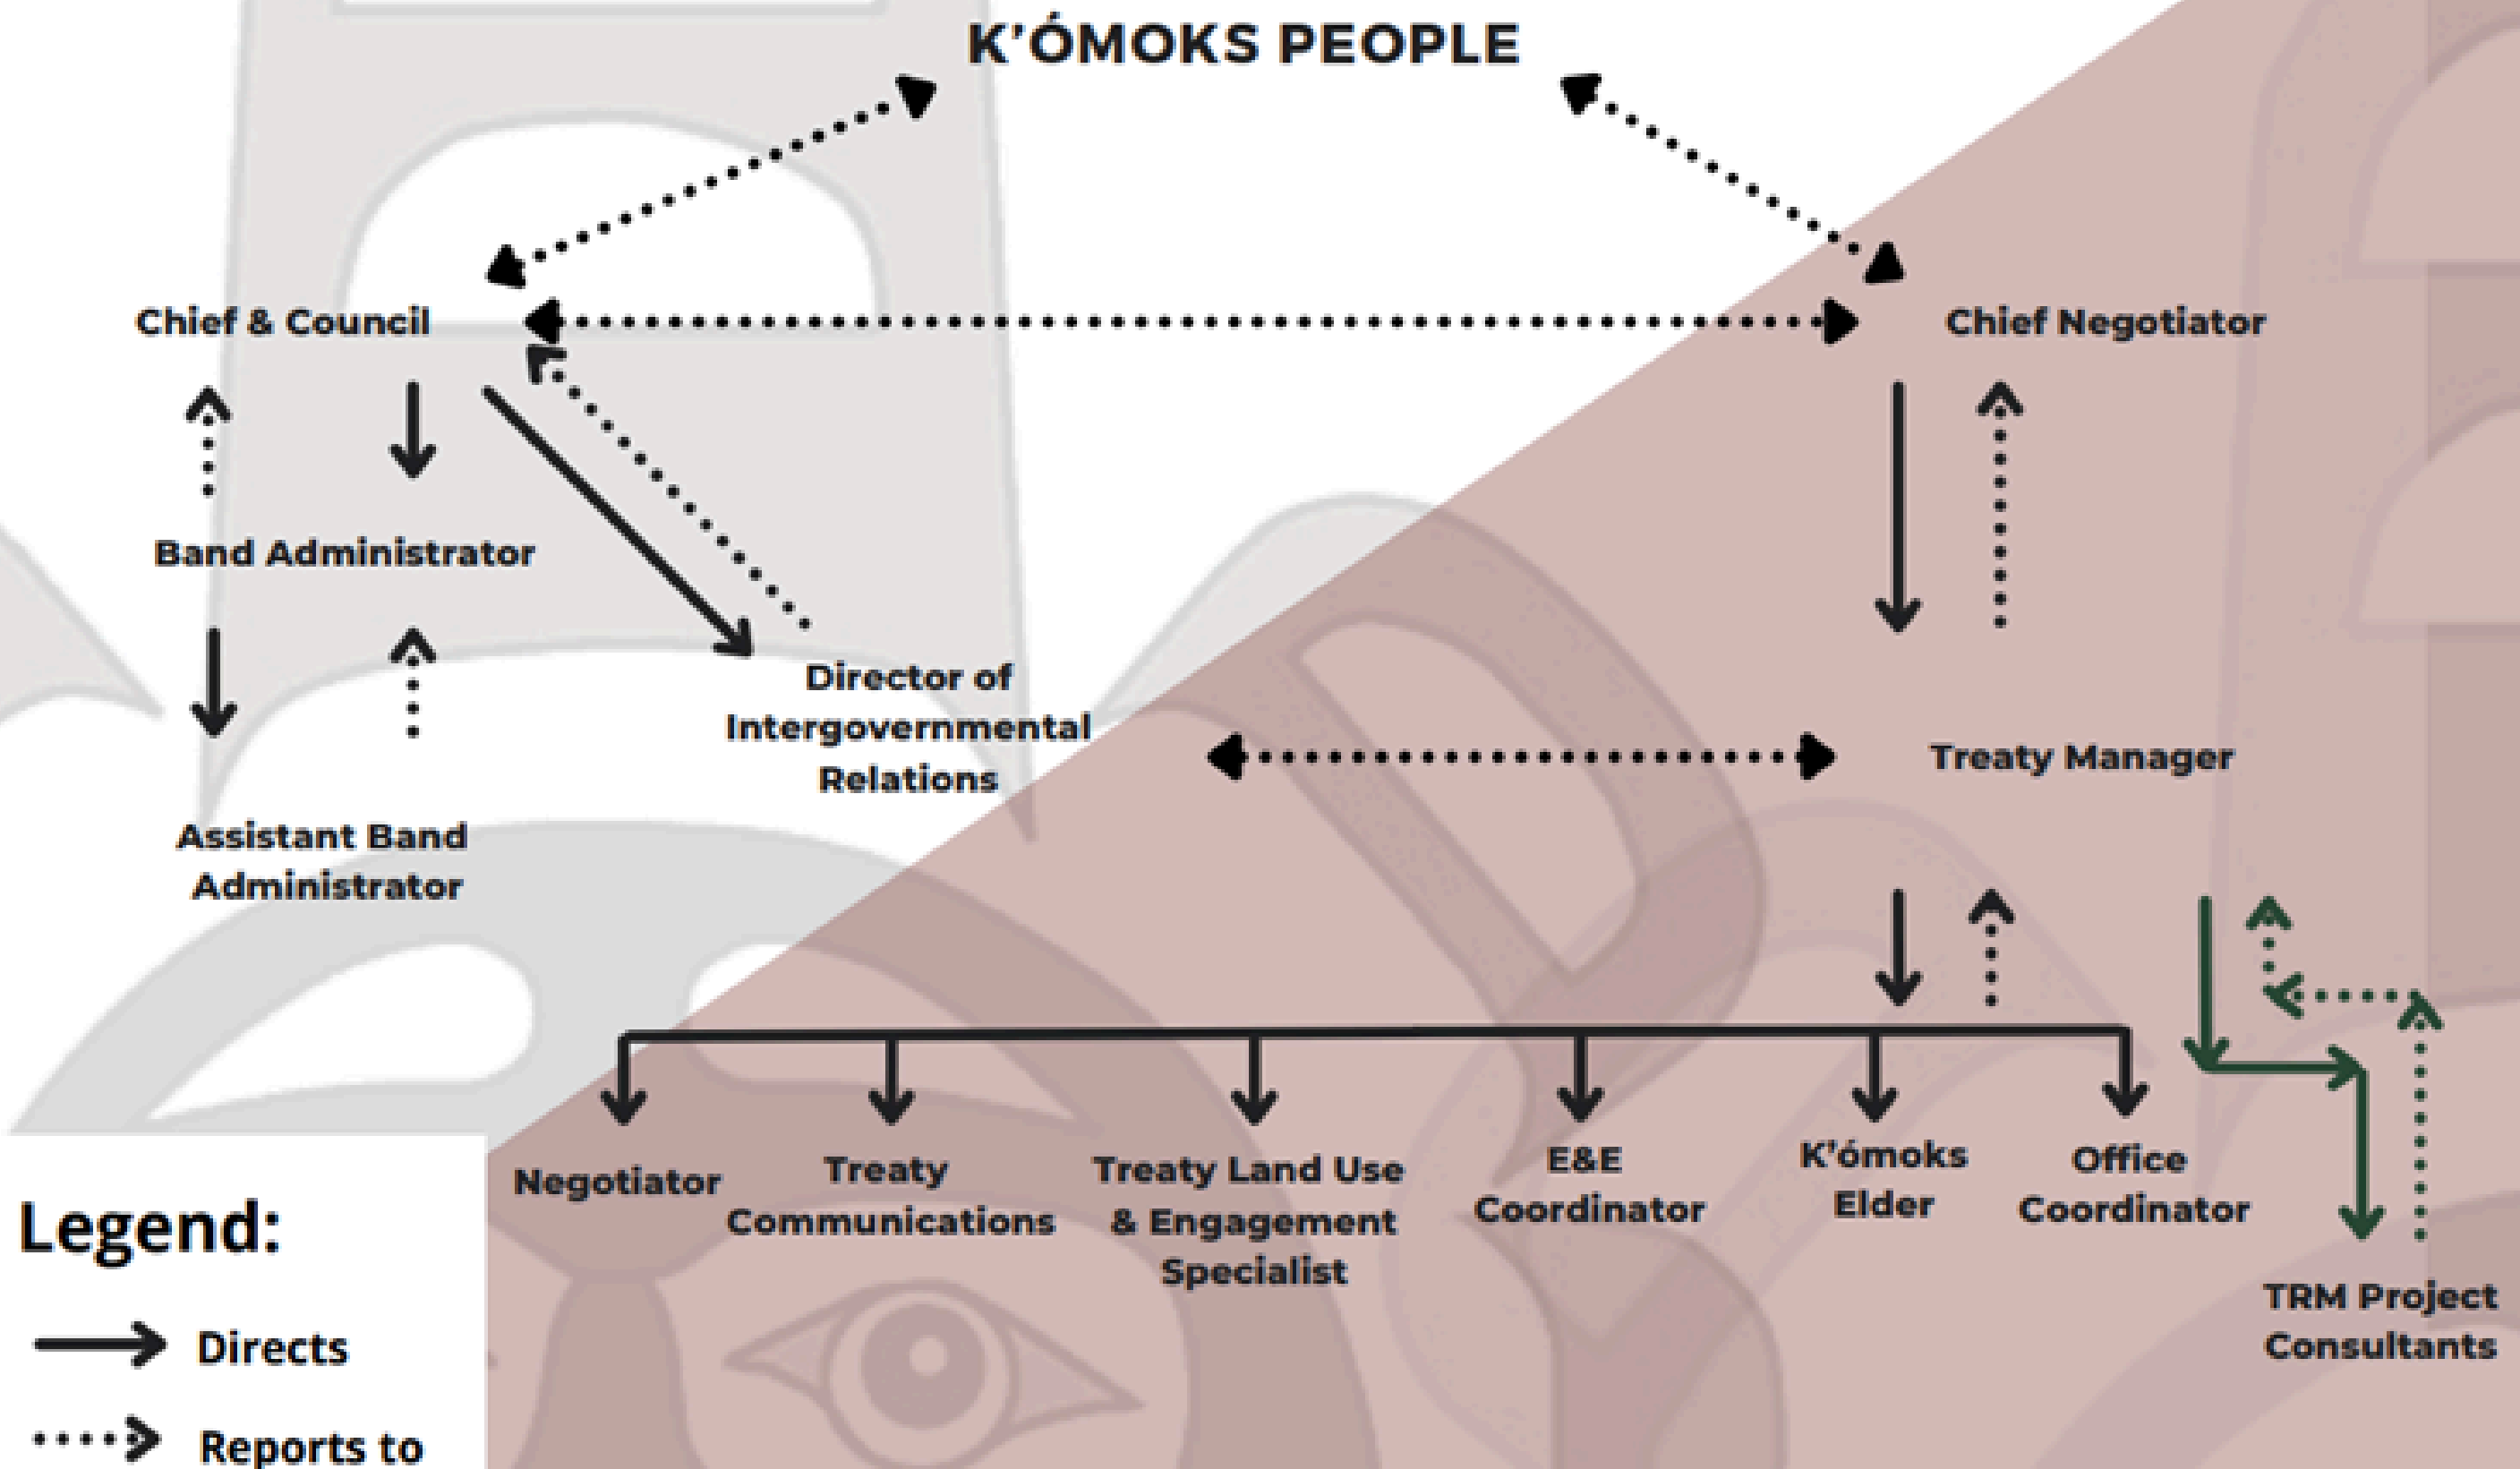 K’ÓMOKS PEOPLE
Chief & Council
Chief Negotiator
Band Administrator
Director of
Intergovernmental
Relations
Treaty Manager
Assistant Band
Administrator
Negotiator
Treaty
Communications
Treaty Land Use
& Engagement
Specialist
E&E
Coordinator
K’ómoks
Elder
Office
Coordinator
TRM Project
Consultants
Legend:
Directs
Reports to